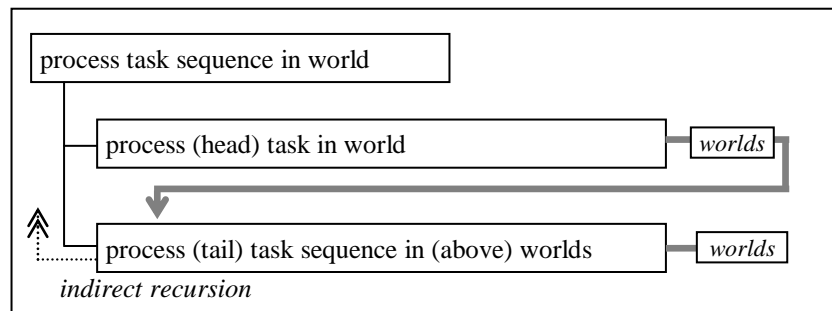 process task sequence in world
process (head) task in world
worlds
process (tail) task sequence in (above) worlds
worlds
indirect recursion